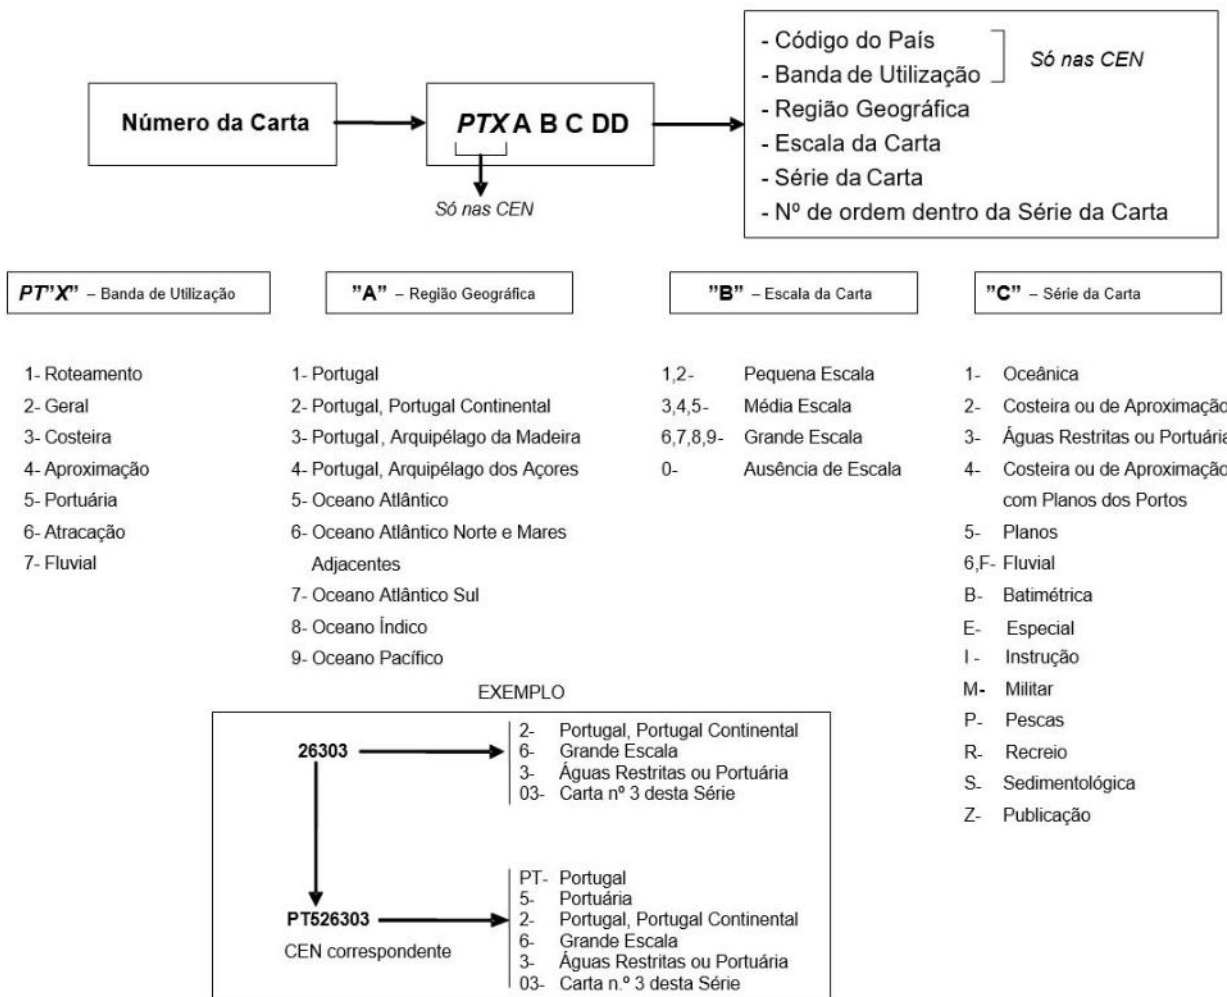 Número da Carta
PTX A B C DD
Só nas CEN
- Código do País
- Banda de Utilização
Só nas CEN
- Região Geográfica
- Escala da Carta
- Série da Carta
- Nº de ordem dentro da Série da Carta
PT”X” – Banda de Utilização
1- Roteamento
2- Geral
3- Costeira
4- Aproximação
5- Portuária
6- Atracação
7- Fluvial
”A” – Região Geográfica
1- Portugal
2- Portugal, Portugal Continental
3- Portugal, Arquipélago da Madeira
4- Portugal, Arquipélago dos Açores
5- Oceano Atlântico
6- Oceano Atlântico Norte e Mares
Adjacentes
7- Oceano Atlântico Sul
8- Oceano Índico
9- Oceano Pacífico
”B” – Escala da Carta
1,2- Pequena Escala
3,4,5- Média Escala
6,7,8,9- Grande Escala
0- Ausência de Escala
”C” – Série da Carta
1- Oceânica
2- Costeira ou de Aproximação
3- Águas Restritas ou Portuária
4- Costeira ou de Aproximação
com Planos dos Portos
5- Planos
6,F- Fluvial
B- Batimétrica
E- Especial
I - Instrução
M- Militar
P- Pescas
R- Recreio
S- Sedimentológica
Z- Publicação
EXEMPLO
26303
2- Portugal, Portugal Continental
6- Grande Escala
3- Águas Restritas ou Portuária
03- Carta nº 3 desta Série
PT526303
CEN correspondente
PT- Portugal
5- Portuária
2- Portugal, Portugal Continental
6- Grande Escala
3- Águas Restritas ou Portuária
03- Carta n.º 3 desta Série